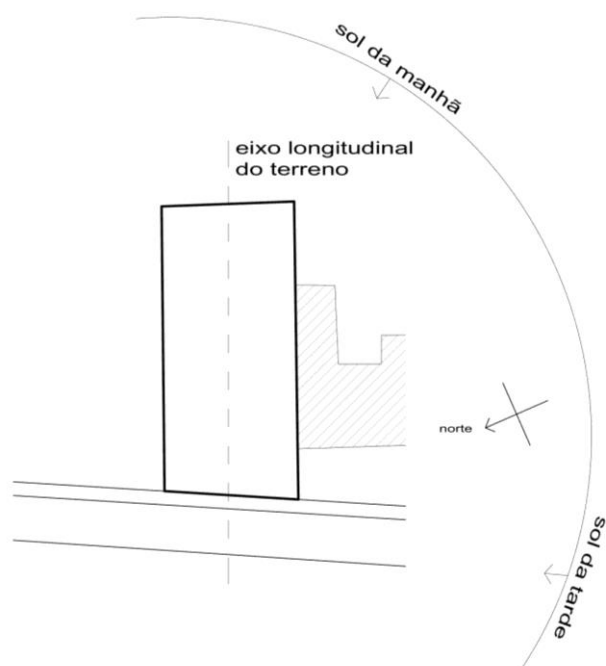 sol da manhã
eixo longitudinal
do terreno
norte
sol da tarde